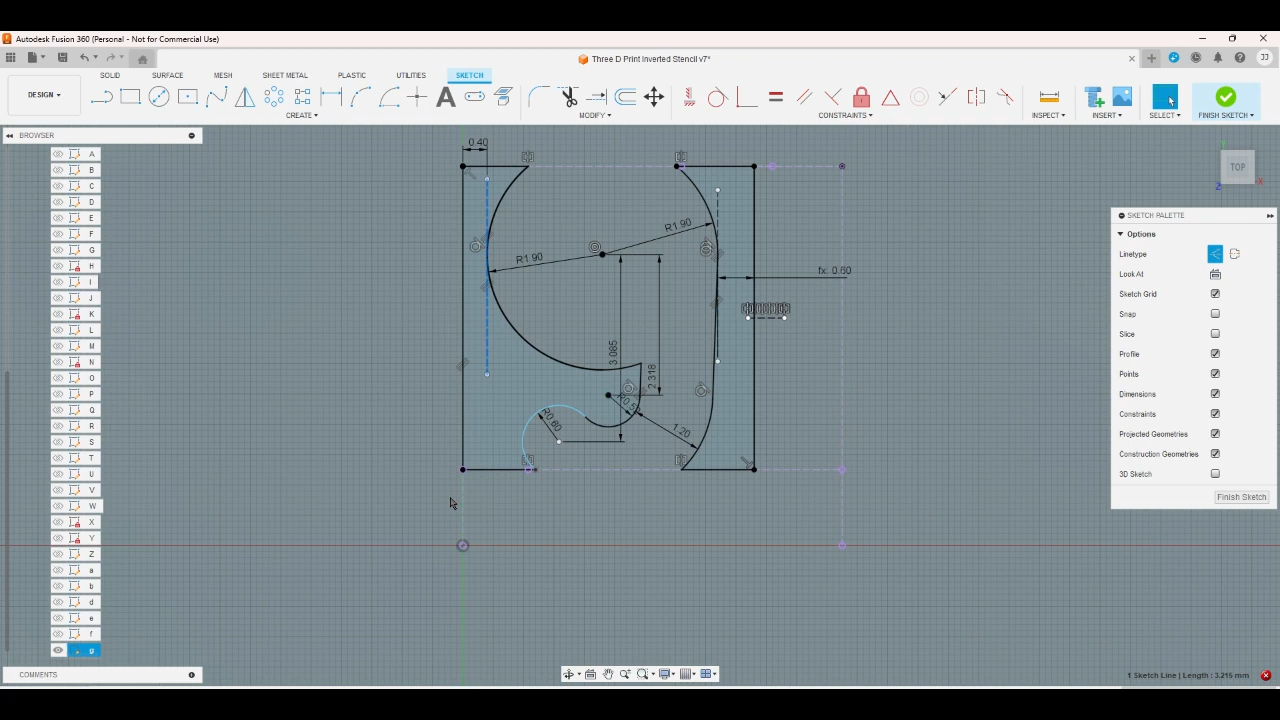 Autodesk Fusion 360 (Personal - Not for Commercial Use)
Three D Print Inverted Stencil v7*
JJ
SOLID SURFACE MESH SHEET METAL PLASTIC UTILITIES SKETCH
DESIGN
CREATE MODIFY CONSTRAINTS INSPECT INSERT SELECT FINISH SKETCH
BROWSER
A
B
C
D
E
F
G
H
I
J
K
L
M
N
O
P
Q
R
S
T
U
V
W
X
Y
Z
a
b
d
e
f
g
COMMENTS
0.40
R1.90
R1.90
fx: 0.60
3.085
2.318
R0.60
1.20
TOP
Y
X
Z
SKETCH PALETTE
Options
Linetype
Look At
Sketch Grid
Snap
Slice
Profile
Points
Dimensions
Constraints
Projected Geometries
Construction Geometries
3D Sketch
Finish Sketch
1 Sketch Line | Length : 3.215 mm